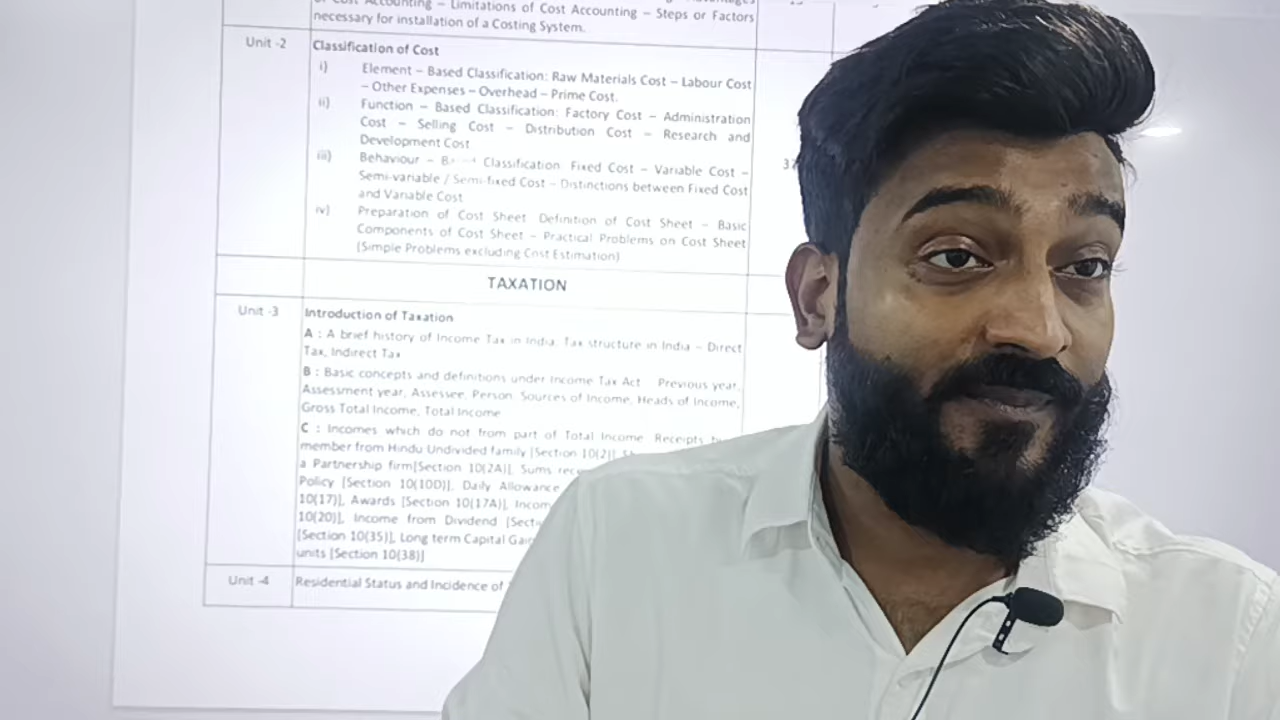 Cost Accounting – Limitations of Cost Accounting – Steps or Factors
necessary for installation of a Costing System.
Unit -2
Classification of Cost
i) Element – Based Classification: Raw Materials Cost – Labour Cost
– Other Expenses – Overhead – Prime Cost.
ii) Function – Based Classification: Factory Cost – Administration
Cost – Selling Cost – Distribution Cost – Research and
Development Cost
iii) Behaviour – Classification Fixed Cost – Variable Cost –
Semi-variable / Semi-fixed Cost – Distinctions between Fixed Cost
and Variable Cost
iv) Preparation of Cost Sheet Definition of Cost Sheet – Basic
Components of Cost Sheet – Practical Problems on Cost Sheet
(Simple Problems excluding Cost Estimation)
TAXATION
Unit -3
Introduction of Taxation
A : A brief history of Income Tax in India, Tax structure in India – Direct
Tax, Indirect Tax
B : Basic concepts and definitions under Income Tax Act Previous year,
Assessment year, Assessee, Person, Sources of Income, Heads of Income,
Gross Total Income, Total Income
C : Incomes which do not from part of Total Income Receipts
member from Hindu Undivided family [Section 10(2)]
a Partnership firm[Section 10(2A)], Sums
Policy [Section 10(10D)], Daily Allowance
10(17)], Awards [Section 10(17A)],
10(20)], Income from Dividend
[Section 10(35)], Long term Capital
units [Section 10(38)]
Unit -4
Residential Status and Incidence of